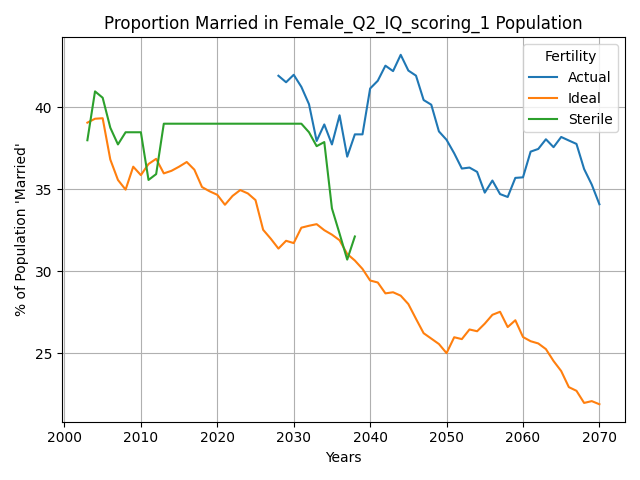 Proportion Married in Female_Q2_IQ_scoring_1 Population
% of Population 'Married'
40
35
30
25
Fertility
Actual
Ideal
Sterile
2000 2010 2020 2030 2040 2050 2060 2070
Years